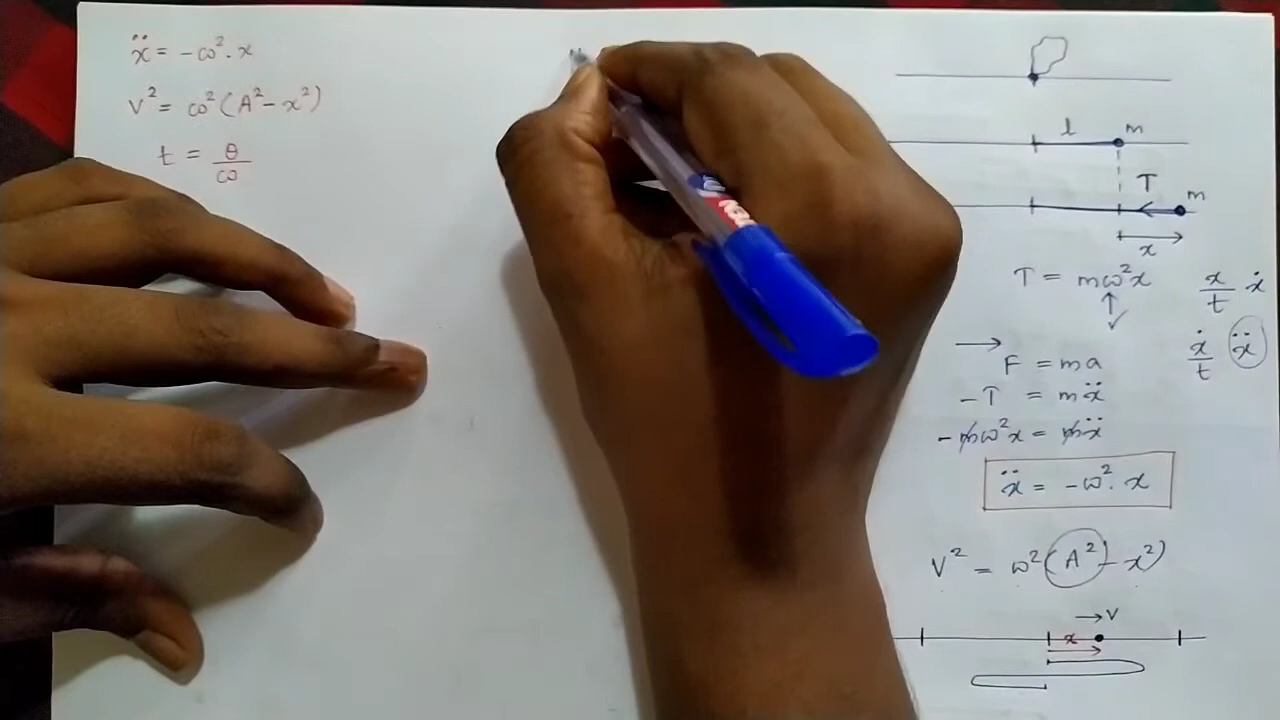 ẍ = -ω². x
V² = ω²(A² - x²)
t = θ/ω
l m
T m
x
T = mω²x x/t ẋ
↑
✓
ẋ/t ẍ
→ F = ma
-T = mẍ
-mω²x = mẍ
ẍ = -ω². x
V² = ω²(A² - x²)
→ V
x